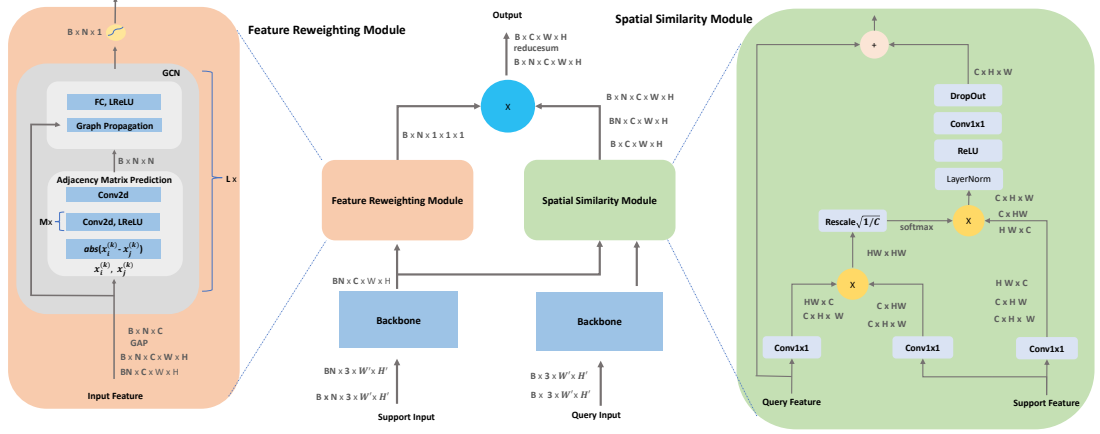 B x N x 1
GCN
FC, LReLU
Graph Propagation
B x N x N
Adjacency Matrix Prediction
Conv2d
Mx
Conv2d, LReLU
abs(x_i^(k) - x_j^(k))
x_i^(k), x_j^(k)
L x
B x N x C
GAP
B x N x C x W x H
BN x C x W x H
Input Feature
Feature Reweighting Module
Output
B x C x W x H
reducesum
B x N x C x W x H
X
B x N x 1 x 1 x 1
B x N x C x W x H
BN x C x W x H
B x C x W x H
Feature Reweighting Module
Spatial Similarity Module
BN x C x W x H
Backbone
Backbone
BN x 3 x W' x H'
B x N x 3 x W' x H'
Support Input
B x 3 x W' x H'
B x 3 x W' x H'
Query Input
Spatial Similarity Module
+
C x H x W
DropOut
Conv1x1
ReLU
LayerNorm
C x H x W
C x HW
H W x C
Rescale√(1/C)
softmax
X
HW x HW
X
HW x C
C x H x W
C x HW
C x H x W
H W x C
C x H W
C x H x W
Conv1x1
Conv1x1
Conv1x1
Query Feature
Support Feature